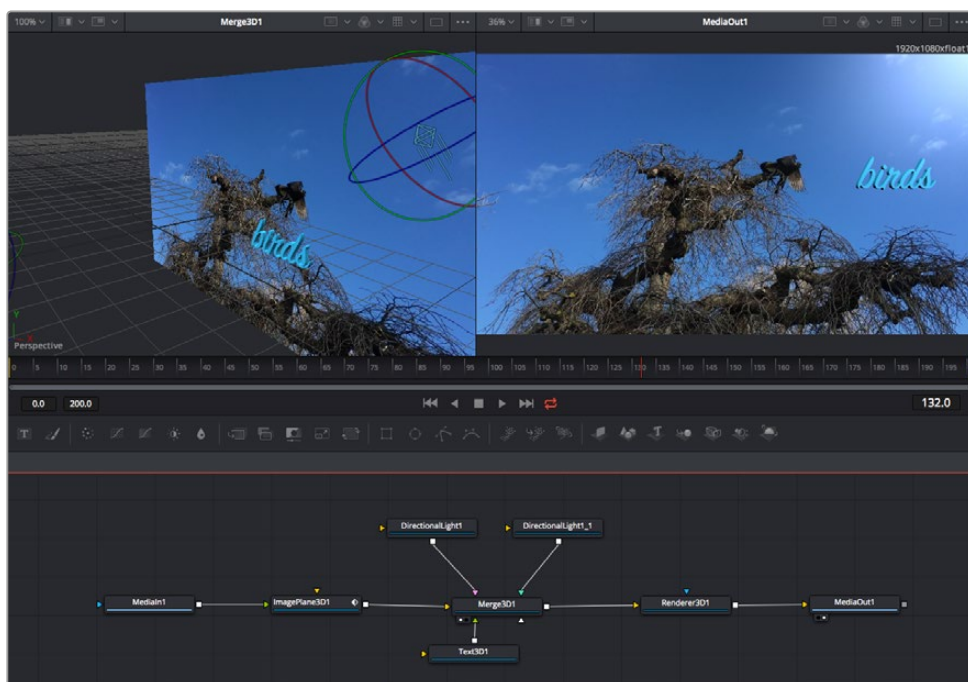 100%
Merge3D1
36%
MediaOut1
1920x1080xfloat1
birds
birds
Perspective
0 5 10 15 20 25 30 35 40 45 50 55 60 65 70 75 80 85 90 95 100 105 110 115 120 125 130 135 140 145 150 155 160 165 170 175 180 185 190 195
0.0 200.0 132.0
DirectionalLight1 DirectionalLight1_1
MediaIn1 ImagePlane3D1 Merge3D1 Renderer3D1 MediaOut1
Text3D1